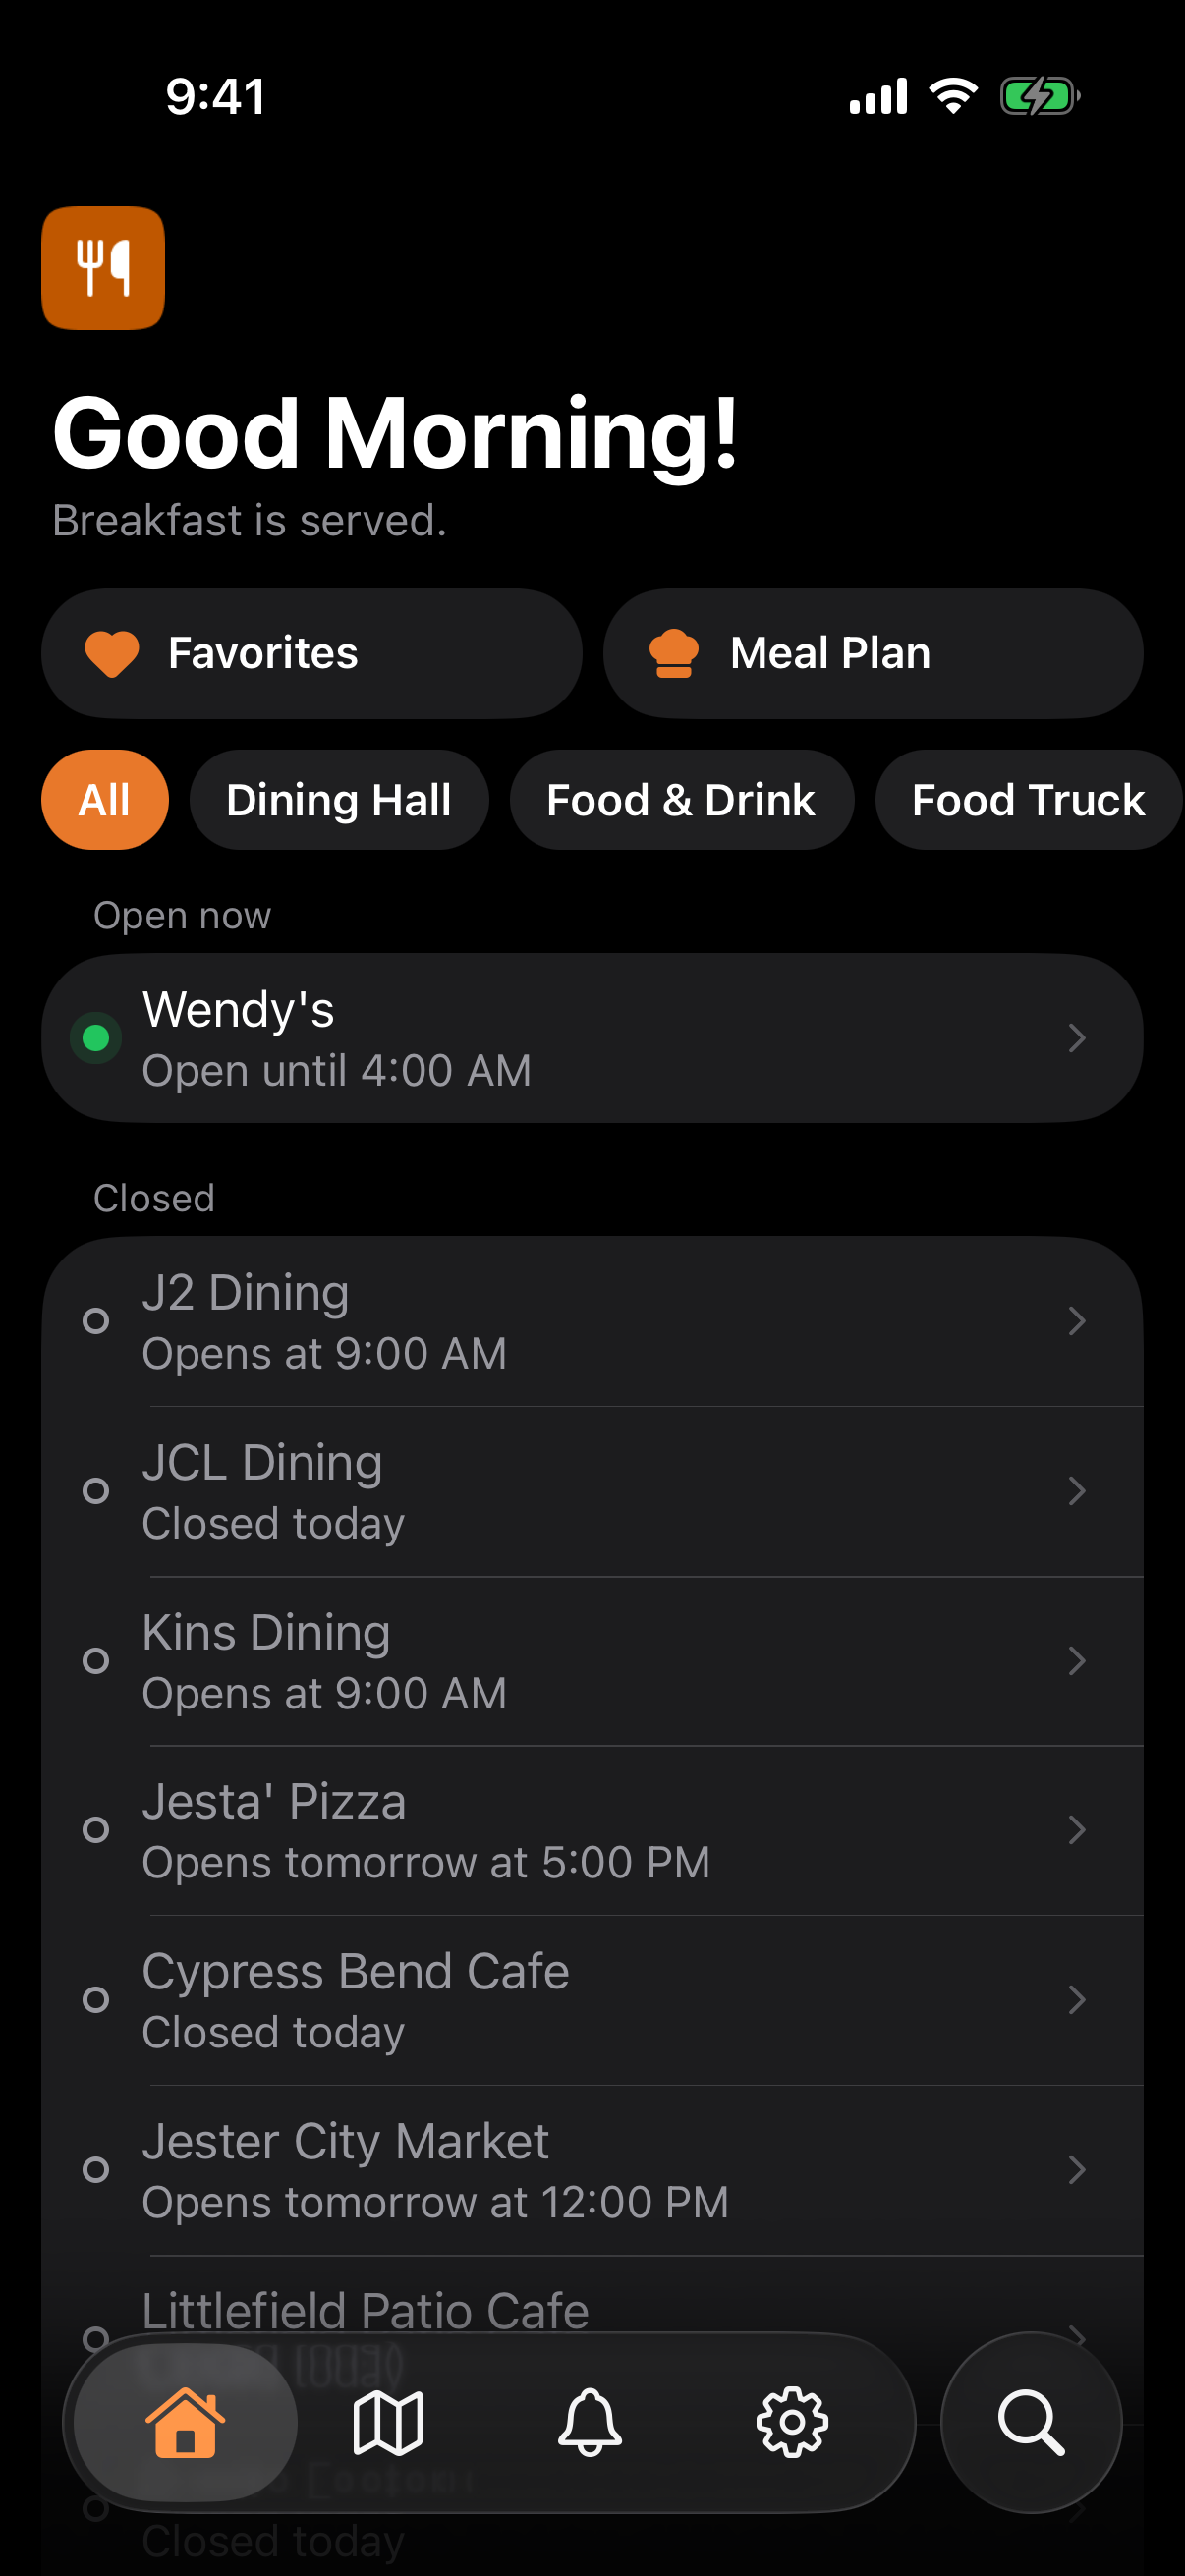 9:41
Good Morning!
Breakfast is served.
Favorites
Meal Plan
All
Dining Hall
Food & Drink
Food Truck
Open now
Wendy's
Open until 4:00 AM
Closed
J2 Dining
Opens at 9:00 AM
JCL Dining
Closed today
Kins Dining
Opens at 9:00 AM
Jesta' Pizza
Opens tomorrow at 5:00 PM
Cypress Bend Cafe
Closed today
Jester City Market
Opens tomorrow at 12:00 PM
Littlefield Patio Cafe
Closed today